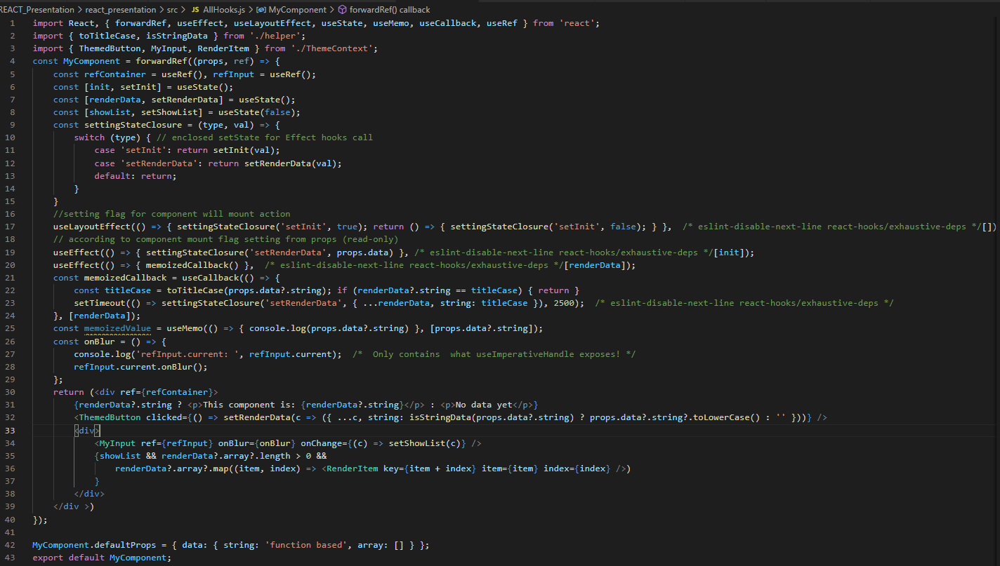 REACT_Presentation > react_presentation > src > JS AllHooks.js > MyComponent > forwardRef() callback
1 import React, { forwardRef, useEffect, useLayoutEffect, useState, useMemo, useCallback, useRef } from 'react';
2 import { toTitleCase, isStringData } from './helper';
3 import { ThemedButton, MyInput, RenderItem } from './ThemeContext';
4 const MyComponent = forwardRef((props, ref) => {
5     const refContainer = useRef(), refInput = useRef();
6     const [init, setInit] = useState();
7     const [renderData, setRenderData] = useState();
8     const [showList, setShowList] = useState(false);
9     const settingStateClosure = (type, val) => {
10         switch (type) { // enclosed setState for Effect hooks call
11             case 'setInit': return setInit(val);
12             case 'setRenderData': return setRenderData(val);
13             default: return;
14         }
15     }
16     //setting flag for component will mount action
17     useLayoutEffect(() => { settingStateClosure('setInit', true); return () => { settingStateClosure('setInit', false); } },  /* eslint-disable-next-line react-hooks/exhaustive-deps */[])
18     // according to component mount flag setting from props (read-only)
19     useEffect(() => { settingStateClosure('setRenderData', props.data) }, /* eslint-disable-next-line react-hooks/exhaustive-deps */[init]);
20     useEffect(() => { memoizedCallback() },  /* eslint-disable-next-line react-hooks/exhaustive-deps */[renderData]);
21     const memoizedCallback = useCallback(() => {
22         const titleCase = toTitleCase(props.data?.string); if (renderData?.string == titleCase) { return }
23         setTimeout(() => settingStateClosure('setRenderData', { ...renderData, string: titleCase }), 2500);  /* eslint-disable-next-line react-hooks/exhaustive-deps */
24     }, [renderData]);
25     const memoizedValue = useMemo(() => { console.log(props.data?.string) }, [props.data?.string]);
26     const onBlur = () => {
27         console.log('refInput.current: ', refInput.current);  /*  Only contains  what useImperativeHandle exposes! */
28         refInput.current.onBlur();
29     };
30     return (<div ref={refContainer}>
31         {renderData?.string ? <p>This component is: {renderData?.string}</p> : <p>No data yet</p>}
32         <ThemedButton clicked={() => setRenderData(c => ({ ...c, string: isStringData(props.data?.string) ? props.data?.string?.toLowerCase() : '' }))} />
33         <div>
34             <MyInput ref={refInput} onBlur={onBlur} onChange={(c) => setShowList(c)} />
35             {showList && renderData?.array?.length > 0 &&
36                 renderData?.array?.map((item, index) => <RenderItem key={item + index} item={item} index={index} />)
37             }
38         </div>
39     </div >)
40 });
41
42 MyComponent.defaultProps = { data: { string: 'function based', array: [] } };
43 export default MyComponent;